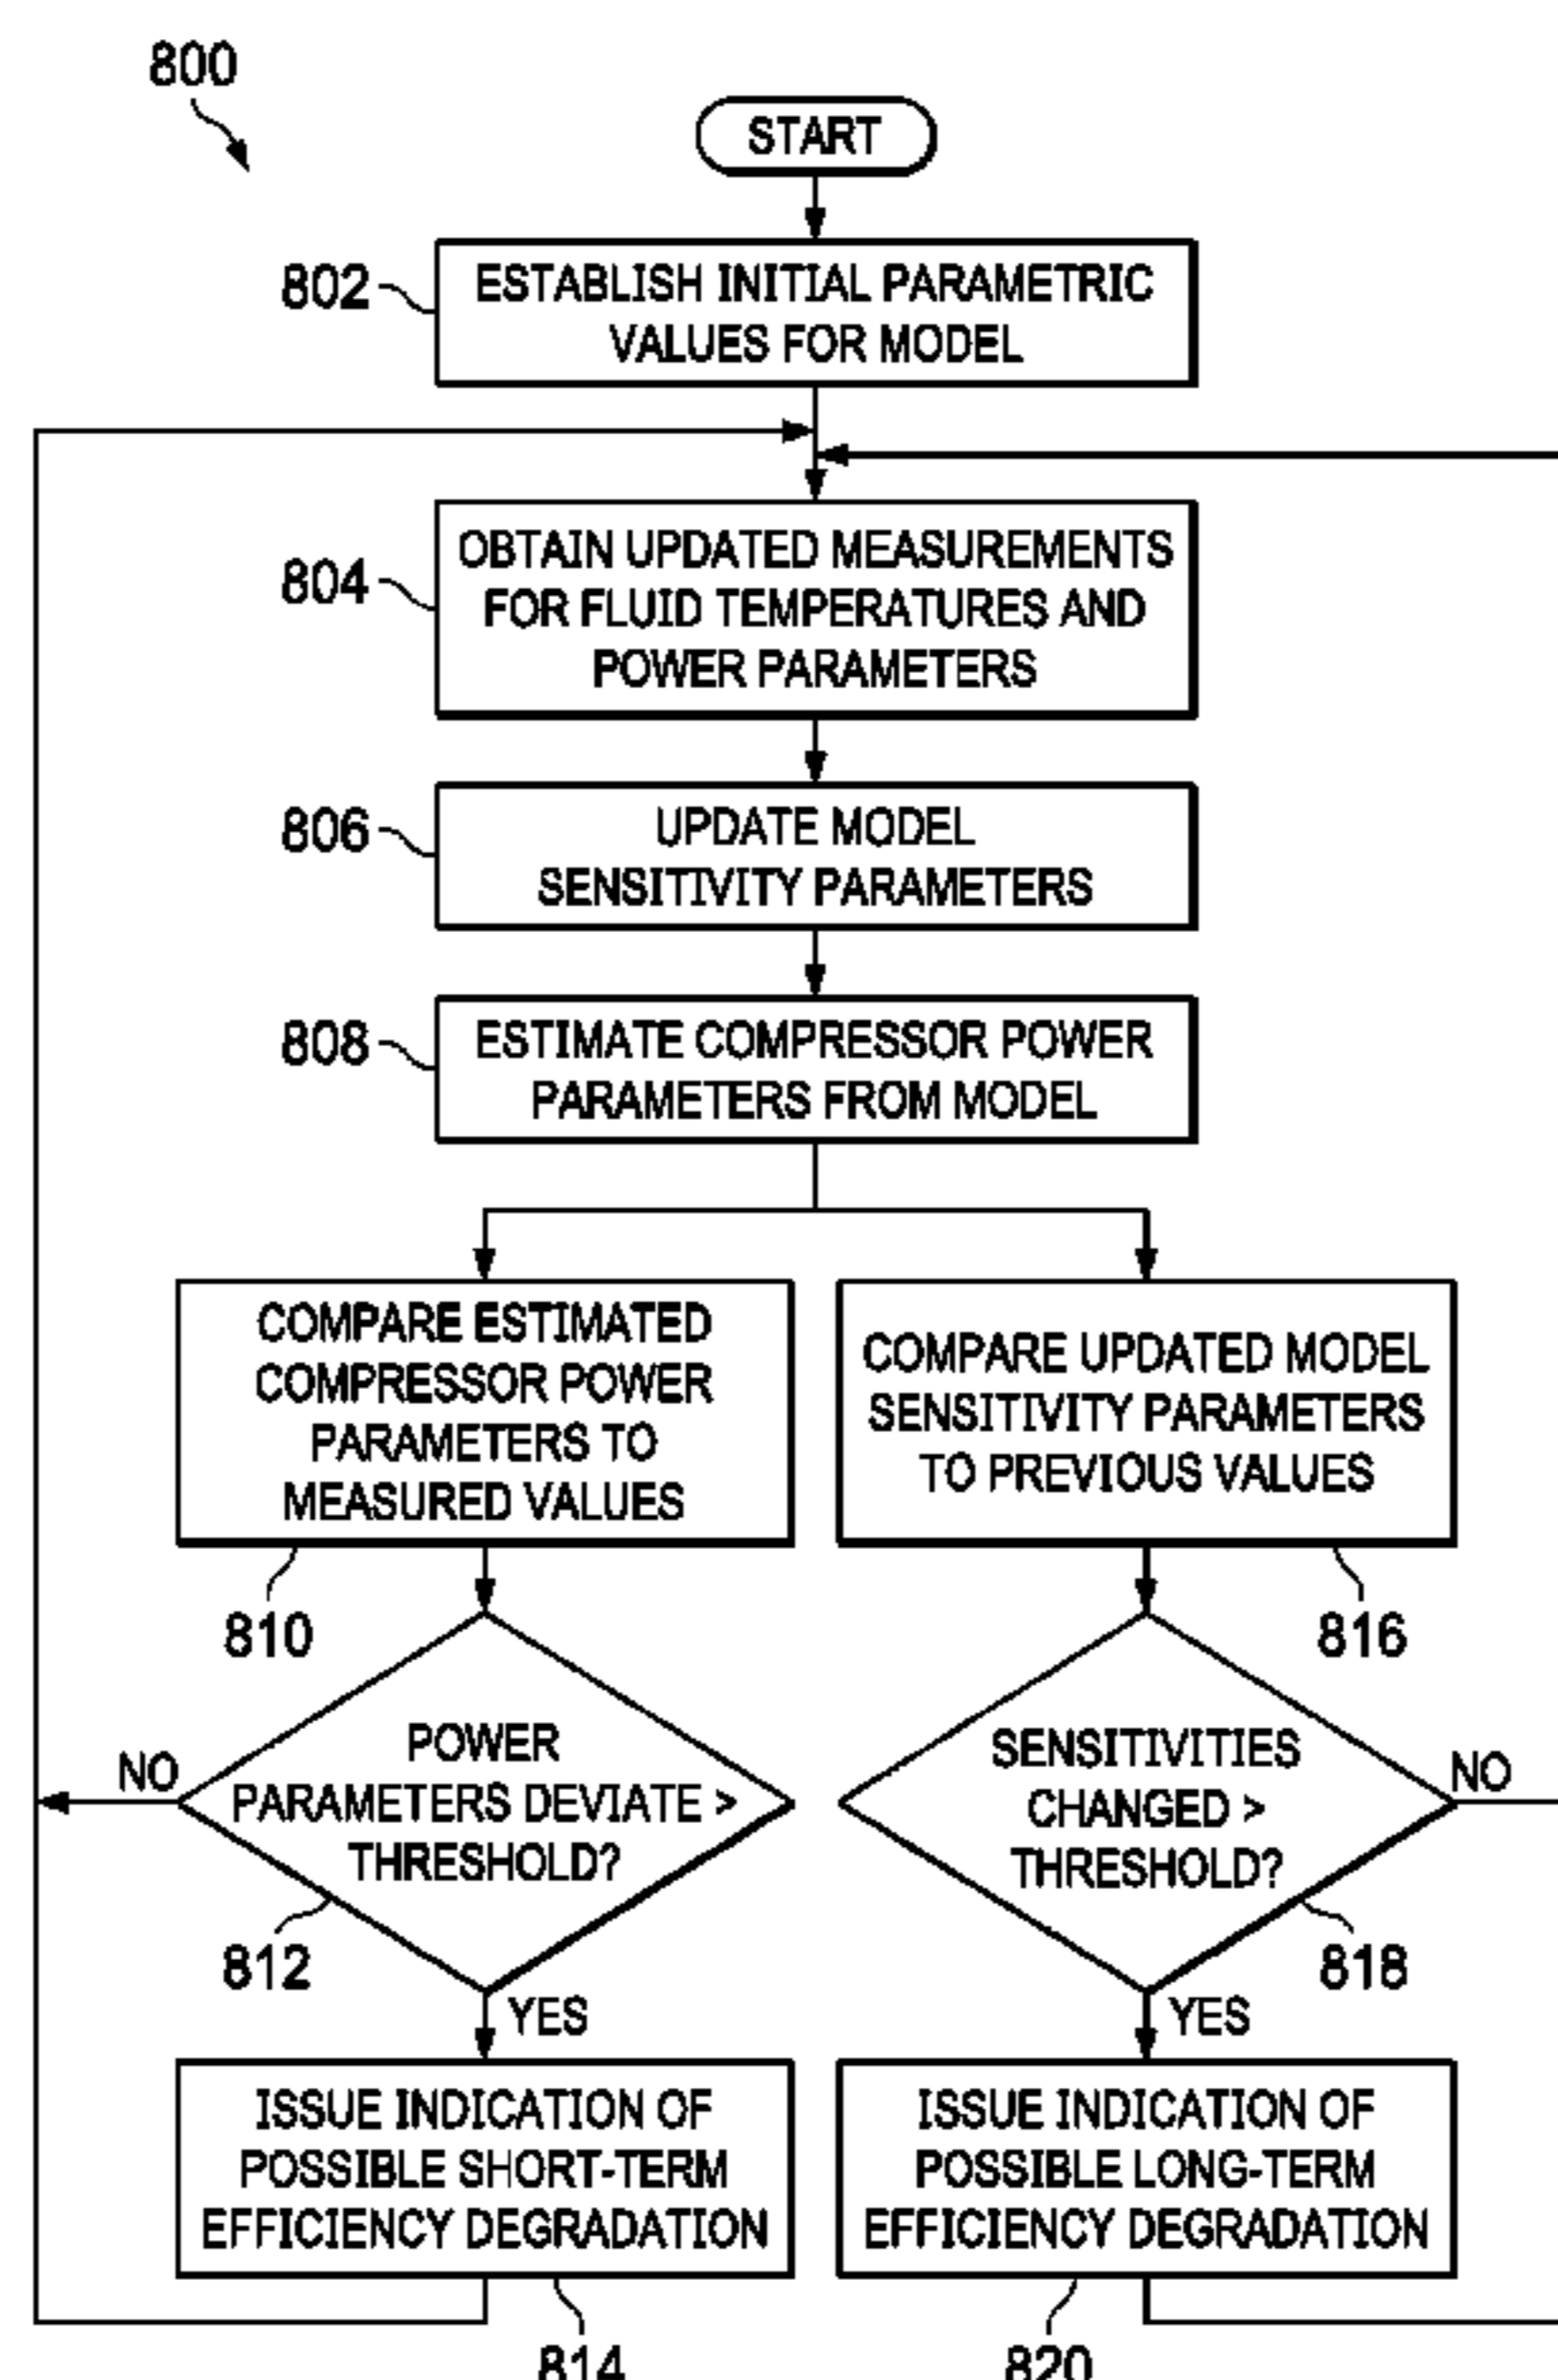 800
START
802
ESTABLISH INITIAL PARAMETRIC
VALUES FOR MODEL
804
OBTAIN UPDATED MEASUREMENTS
FOR FLUID TEMPERATURES AND
POWER PARAMETERS
806
UPDATE MODEL
SENSITIVITY PARAMETERS
808
ESTIMATE COMPRESSOR POWER
PARAMETERS FROM MODEL
COMPARE ESTIMATED
COMPRESSOR POWER
PARAMETERS TO
MEASURED VALUES
810
COMPARE UPDATED MODEL
SENSITIVITY PARAMETERS
TO PREVIOUS VALUES
816
POWER
PARAMETERS DEVIATE >
THRESHOLD?
NO
812
YES
SENSITIVITIES
CHANGED >
THRESHOLD?
NO
818
YES
ISSUE INDICATION OF
POSSIBLE SHORT-TERM
EFFICIENCY DEGRADATION
814
ISSUE INDICATION OF
POSSIBLE LONG-TERM
EFFICIENCY DEGRADATION
820